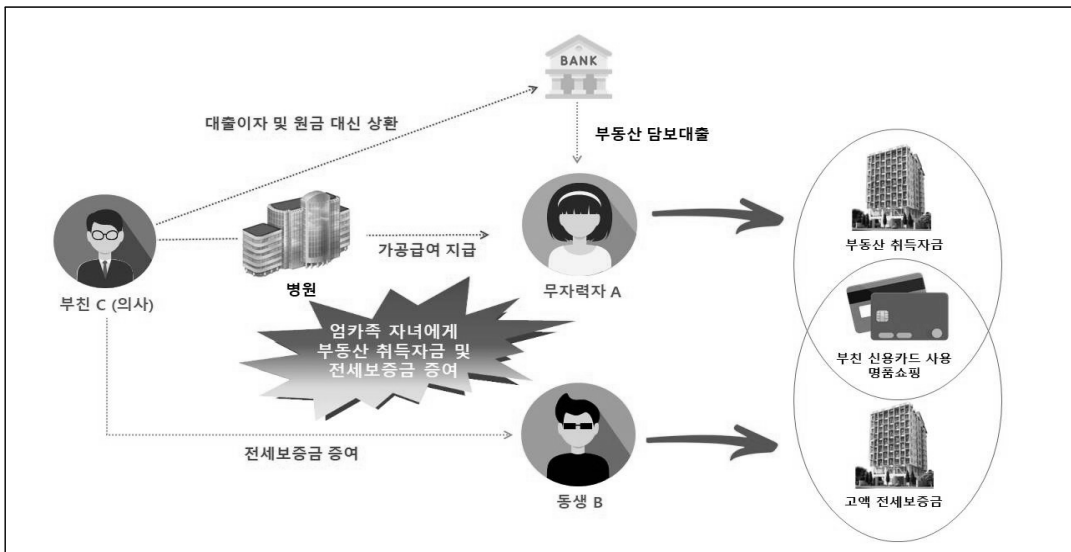 BANK
대출이자 및 원금 대신 상환
부동산 담보대출
부동산 취득자금
가공급여 지급
부친 C (의사)
병원
무자력자 A
엄카족 자녀에게
부동산 취득자금 및
전세보증금 증여
부친 신용카드 사용
명품쇼핑
전세보증금 증여
동생 B
고액 전세보증금